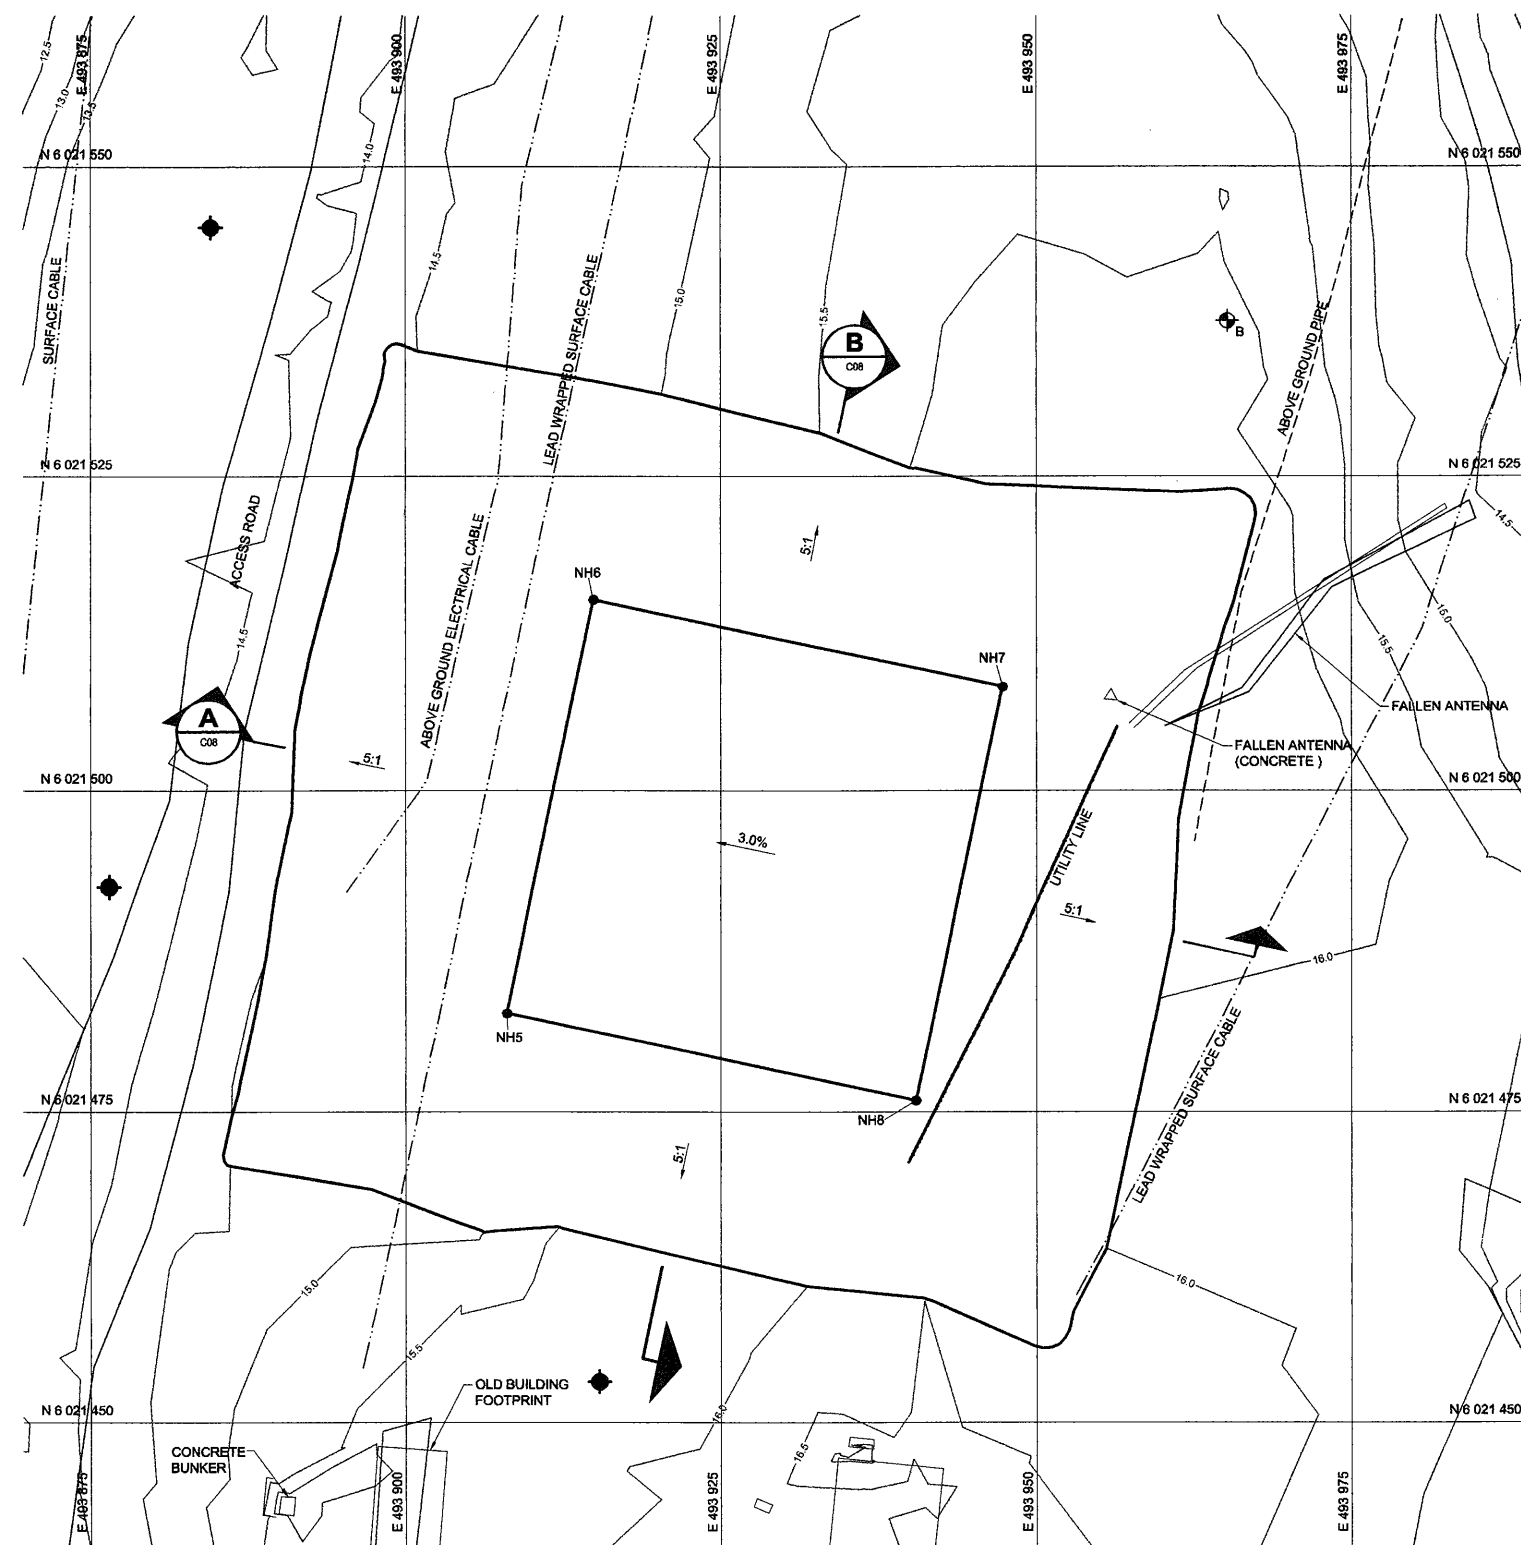 E 493 875
E 493 900
E 493 925
E 493 950
E 493 975
12.5
13.0
13.5
14.0
N 6 021 550
N 6 021 550
14.5
15.0
15.5
SURFACE CABLE
LEAD WRAPPED SURFACE CABLE
ABOVE GROUND PIPE
B
C08
B
N 6 021 525
N 6 021 525
ACCESS ROAD
ABOVE GROUND ELECTRICAL CABLE
5:1
14.5
NH6
14.5
15.0
15.5
NH7
FALLEN ANTENNA
A
C08
FALLEN ANTENNA
(CONCRETE )
5:1
N 6 021 500
N 6 021 500
3.0%
UTILITY LINE
5:1
16.0
NH5
LEAD WRAPPED SURFACE CABLE
N 6 021 475
N 6 021 475
NH8
5:1
15.0
16.0
15.5
OLD BUILDING
FOOTPRINT
N 6 021 450
16.0
N 6 021 450
CONCRETE
BUNKER
16.5
E 493 875
E 493 900
E 493 925
E 493 950
E 493 975